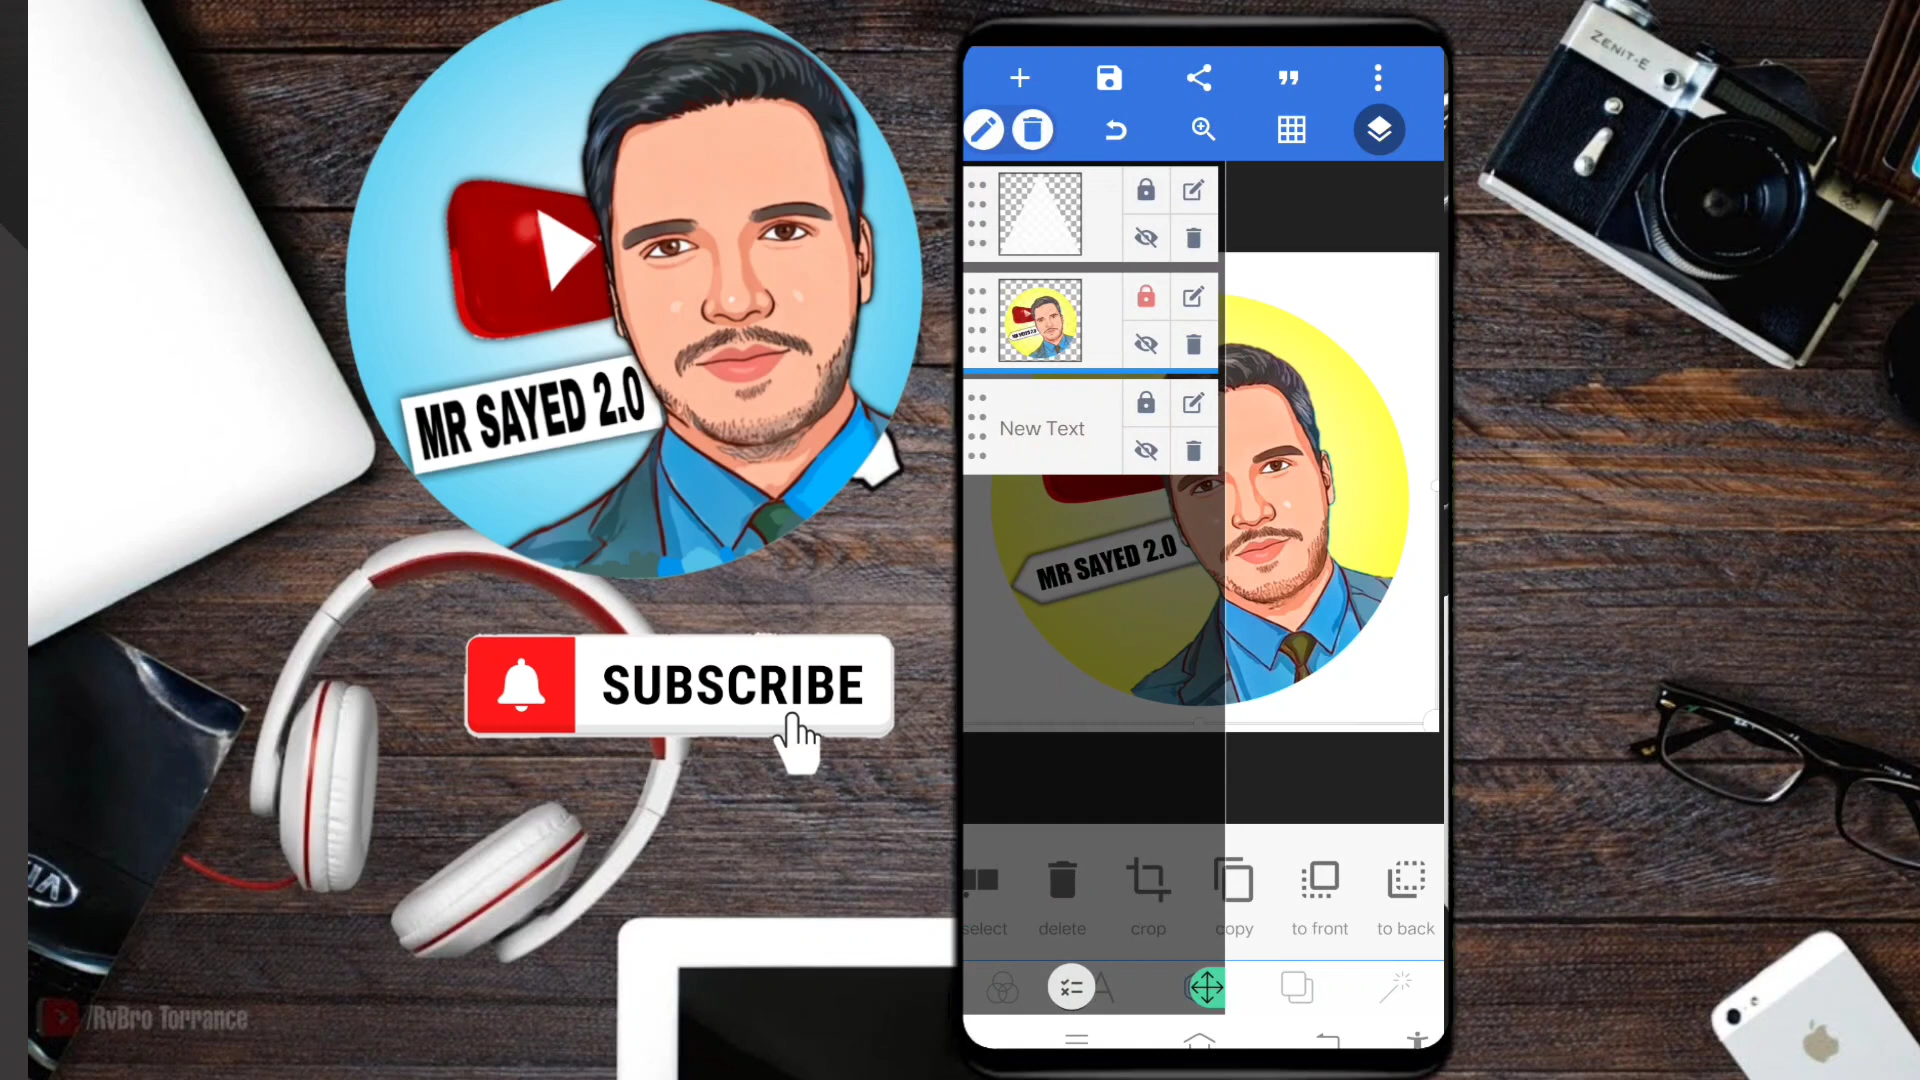 ZENIT-E
MR SAYED 2.0
SUBSCRIBE
New Text
MR SAYED 2.0
select
delete
crop
copy
to front
to back
KIA
/RvBro Torrance